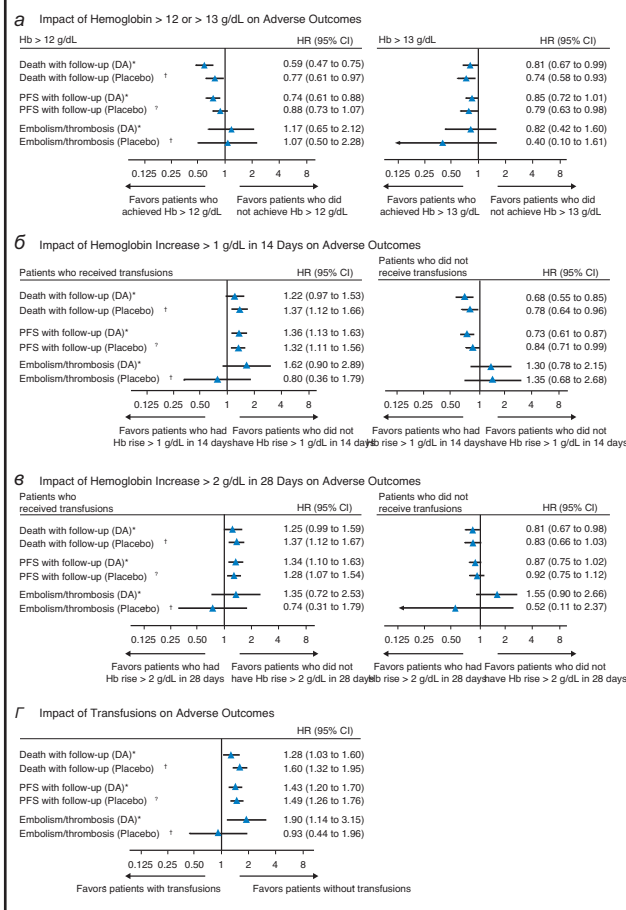 а Impact of Hemoglobin > 12 or > 13 g/dL on Adverse Outcomes
Hb > 12 g/dL HR (95% CI)
Death with follow-up (DA)* 0.59 (0.47 to 0.75)
Death with follow-up (Placebo) † 0.77 (0.61 to 0.97)
PFS with follow-up (DA)* 0.74 (0.61 to 0.88)
PFS with follow-up (Placebo) ? 0.88 (0.73 to 1.07)
Embolism/thrombosis (DA)* 1.17 (0.65 to 2.12)
Embolism/thrombosis (Placebo) † 1.07 (0.50 to 2.28)
0.125 0.25 0.50 1 2 4 8
Favors patients who achieved Hb > 12 g/dL
Favors patients who did not achieve Hb > 12 g/dL
Hb > 13 g/dL HR (95% CI)
0.81 (0.67 to 0.99)
0.74 (0.58 to 0.93)
0.85 (0.72 to 1.01)
0.79 (0.63 to 0.98)
0.82 (0.42 to 1.60)
0.40 (0.10 to 1.61)
0.125 0.25 0.50 1 2 4 8
Favors patients who achieved Hb > 13 g/dL
Favors patients who did not achieve Hb > 13 g/dL
б Impact of Hemoglobin Increase > 1 g/dL in 14 Days on Adverse Outcomes
Patients who received transfusions HR (95% CI)
Death with follow-up (DA)* 1.22 (0.97 to 1.53)
Death with follow-up (Placebo) † 1.37 (1.12 to 1.66)
PFS with follow-up (DA)* 1.36 (1.13 to 1.63)
PFS with follow-up (Placebo) ? 1.32 (1.11 to 1.56)
Embolism/thrombosis (DA)* 1.62 (0.90 to 2.89)
Embolism/thrombosis (Placebo) † 0.80 (0.36 to 1.79)
0.125 0.25 0.50 1 2 4 8
Favors patients who had Hb rise > 1 g/dL in 14 days
Favors patients who did not have Hb rise > 1 g/dL in 14 days
Patients who did not
receive transfusions HR (95% CI)
0.68 (0.55 to 0.85)
0.78 (0.64 to 0.96)
0.73 (0.61 to 0.87)
0.84 (0.71 to 0.99)
1.30 (0.78 to 2.15)
1.35 (0.68 to 2.68)
0.125 0.25 0.50 1 2 4 8
Favors patients who had Hb rise > 1 g/dL in 14 days
Favors patients who did not have Hb rise > 1 g/dL in 14 days
в Impact of Hemoglobin Increase > 2 g/dL in 28 Days on Adverse Outcomes
Patients who
received transfusions HR (95% CI)
Death with follow-up (DA)* 1.25 (0.99 to 1.59)
Death with follow-up (Placebo) † 1.37 (1.12 to 1.67)
PFS with follow-up (DA)* 1.34 (1.10 to 1.63)
PFS with follow-up (Placebo) ? 1.28 (1.07 to 1.54)
Embolism/thrombosis (DA)* 1.35 (0.72 to 2.53)
Embolism/thrombosis (Placebo) † 0.74 (0.31 to 1.79)
0.125 0.25 0.50 1 2 4 8
Favors patients who had Hb rise > 2 g/dL in 28 days
Favors patients who did not have Hb rise > 2 g/dL in 28 days
Patients who did not
receive tranfusions HR (95% CI)
0.81 (0.67 to 0.98)
0.83 (0.66 to 1.03)
0.87 (0.75 to 1.02)
0.92 (0.75 to 1.12)
1.55 (0.90 to 2.66)
0.52 (0.11 to 2.37)
0.125 0.25 0.50 1 2 4 8
Favors patients who had Hb rise > 2 g/dL in 28 days
Favors patients who did not have Hb rise > 2 g/dL in 28 days
Г Impact of Transfusions on Adverse Outcomes
HR (95% CI)
Death with follow-up (DA)* 1.28 (1.03 to 1.60)
Death with follow-up (Placebo) † 1.60 (1.32 to 1.95)
PFS with follow-up (DA)* 1.43 (1.20 to 1.70)
PFS with follow-up (Placebo) ? 1.49 (1.26 to 1.76)
Embolism/thrombosis (DA)* 1.90 (1.14 to 3.15)
Embolism/thrombosis (Placebo) † 0.93 (0.44 to 1.96)
0.125 0.25 0.50 1 2 4 8
Favors patients with transfusions Favors patients without transfusions